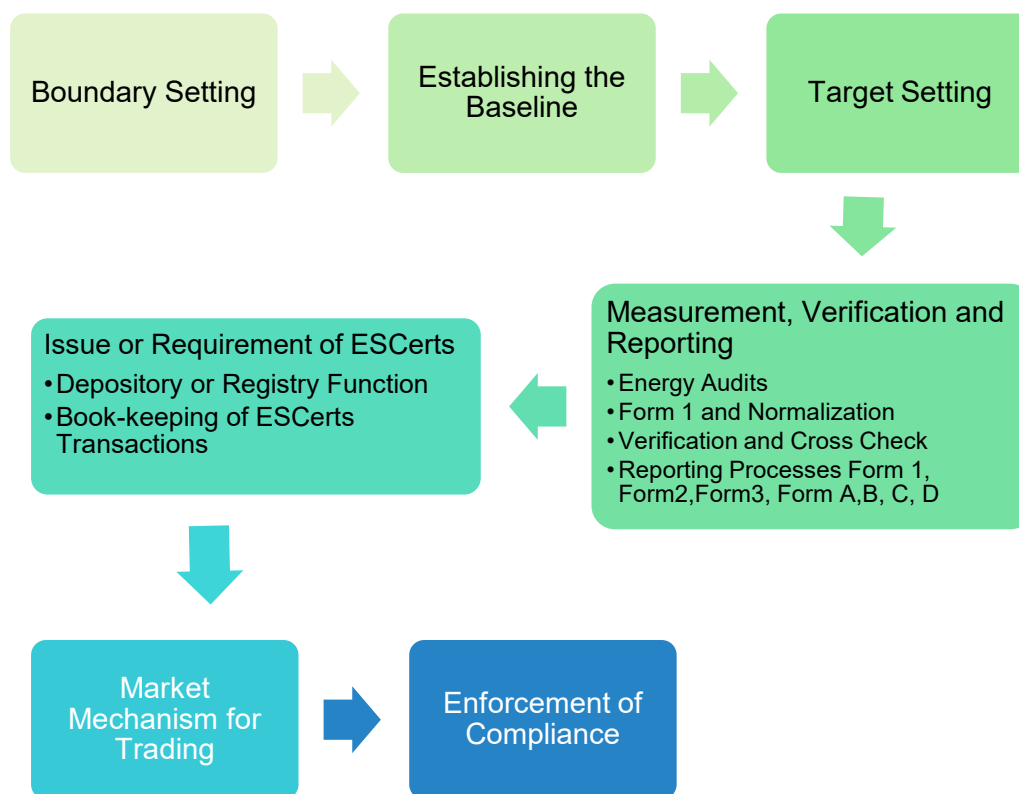 Boundary Setting
Establishing the
Baseline
Target Setting
Measurement, Verification and
Reporting
•Energy Audits
•Form 1 and Normalization
•Verification and Cross Check
•Reporting Processes Form 1,
Form2,Form3, Form A,B, C, D
Issue or Requirement of ESCerts
•Depository or Registry Function
•Book-keeping of ESCerts
Transactions
Market
Mechanism for
Trading
Enforcement of
Compliance